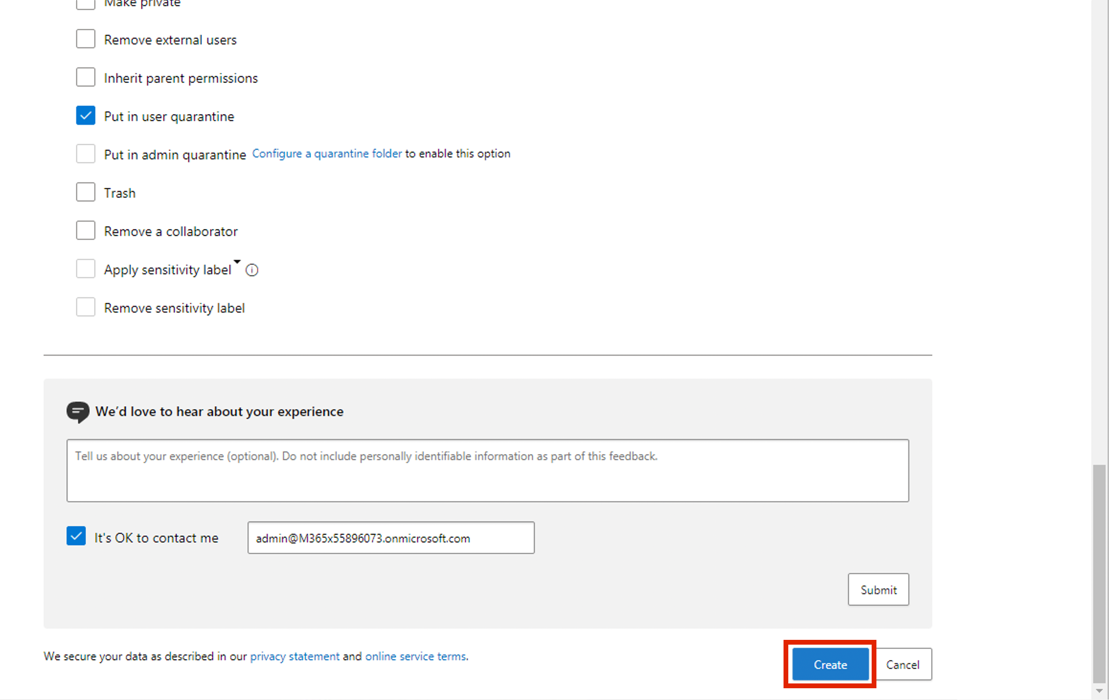 Make private
Remove external users
Inherit parent permissions
Put in user quarantine
Put in admin quarantine Configure a quarantine folder to enable this option
Trash
Remove a collaborator
Apply sensitivity label
Remove sensitivity label
We'd love to hear about your experience
Tell us about your experience (optional). Do not include personally identifiable information as part of this feedback.
It's OK to contact me admin@M365x55896073.onmicrosoft.com
Submit
We secure your data as described in our privacy statement and online service terms.
Create Cancel